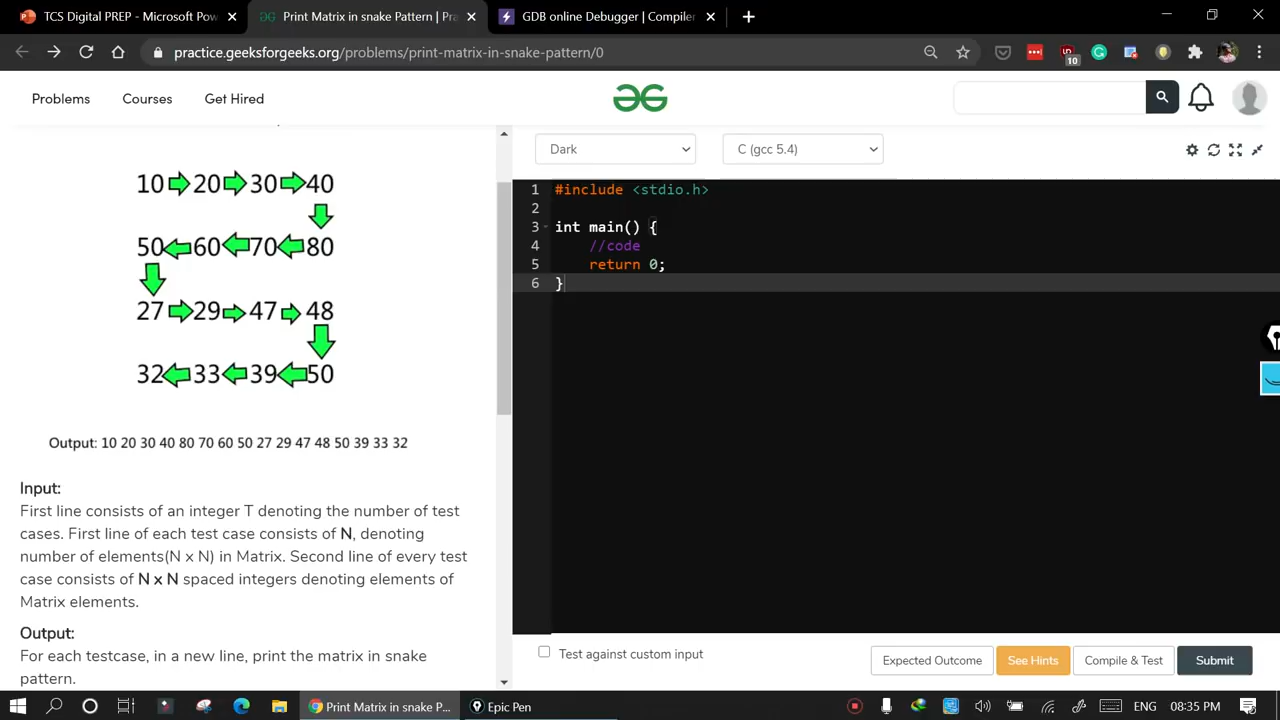 TCS Digital PREP - Microsoft Pow
Print Matrix in snake Pattern | Pra
GDB online Debugger | Compiler
practice.geeksforgeeks.org/problems/print-matrix-in-snake-pattern/0
10
Problems Courses Get Hired
Dark
C (gcc 5.4)
10 20 30 40
50 60 70 80
27 29 47 48
32 33 39 50
Output: 10 20 30 40 80 70 60 50 27 29 47 48 50 39 33 32
Input:
First line consists of an integer T denoting the number of test
cases. First line of each test case consists of N, denoting
number of elements(N x N) in Matrix. Second line of every test
case consists of N x N spaced integers denoting elements of
Matrix elements.
Output:
For each testcase, in a new line, print the matrix in snake
pattern.
1 #include <stdio.h>
2
3 int main() {
4 //code
5 return 0;
6 }
Test against custom input
Expected Outcome
See Hints
Compile & Test
Submit
Print Matrix in snake P...
Epic Pen
ENG
08:35 PM